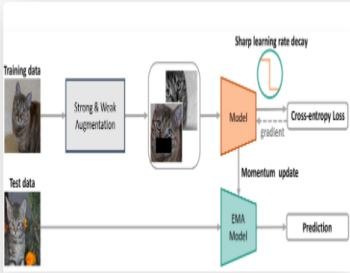 Sharp learning rate decay
Training data
Strong & Weak
Augmentation
Model
Cross-entropy Loss
gradient
Momentum update
Test data
EMA
Model
Prediction